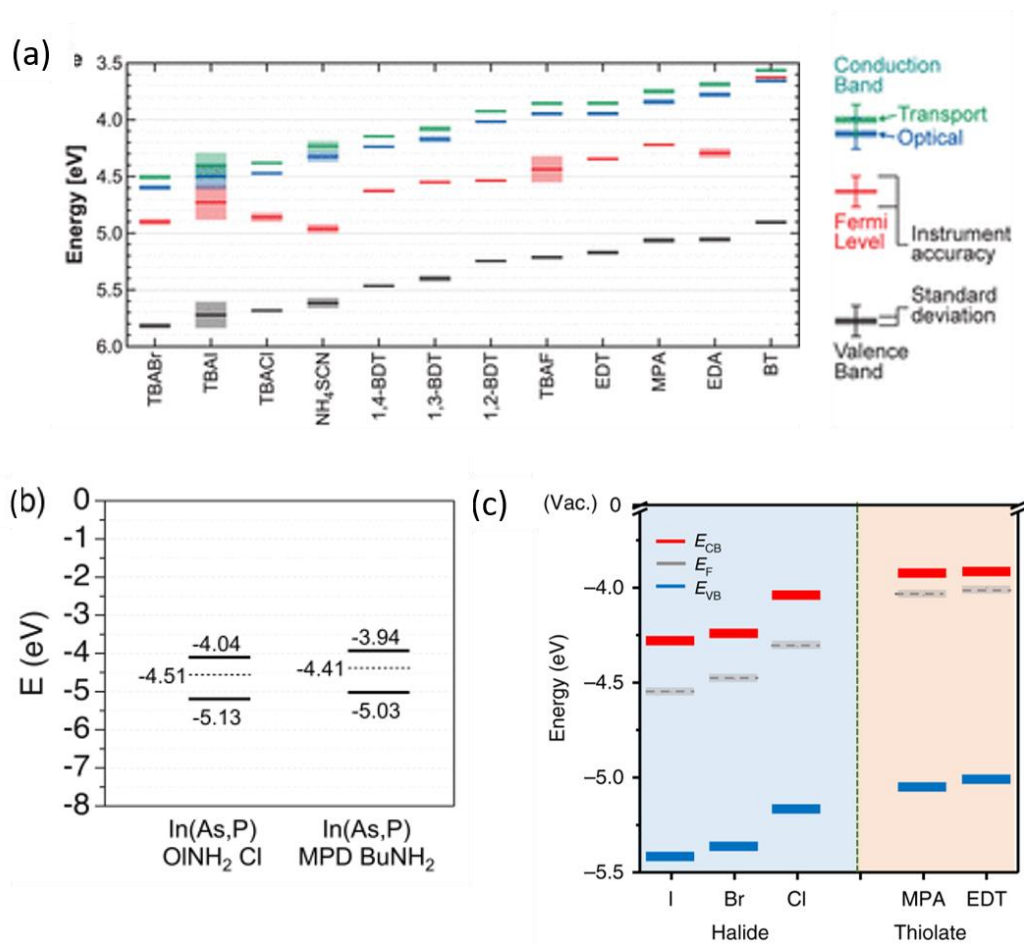 (a)
Energy [eV]
3.5
4.0
4.5
5.0
5.5
6.0
TBABr
TBAI
TBACl
NH₄SCN
1,4-BDT
1,3-BDT
1,2-BDT
TBAF
EDT
MPA
EDA
BT
Conduction
Band
Transport
Optical
Fermi
Level
Instrument
accuracy
Standard
deviation
Valence
Band
(b)
E (eV)
0
-1
-2
-3
-4
-5
-6
-7
-8
-4.04
-4.51
-5.13
-3.94
-4.41
-5.03
In(As,P)
OlNH₂ Cl
In(As,P)
MPD BuNH₂
(c)
(Vac.) 0
Energy (eV)
–4.0
–4.5
–5.0
–5.5
E_CB
E_F
E_VB
I Br Cl MPA EDT
Halide Thiolate